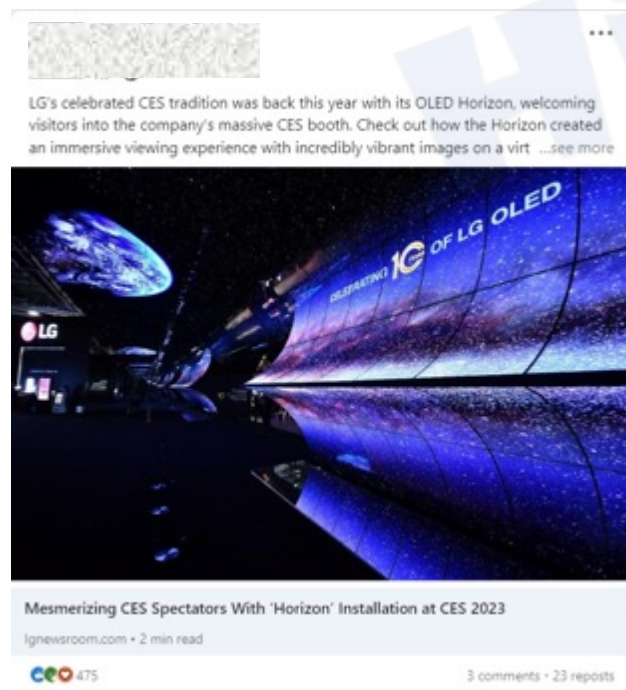 LG's celebrated CES tradition was back this year with its OLED Horizon, welcoming
visitors into the company's massive CES booth. Check out how the Horizon created
an immersive viewing experience with incredibly vibrant images on a virt ...see more
CELEBRATING 10 OF LG OLED
LG
Mesmerizing CES Spectators With 'Horizon' Installation at CES 2023
lgnewsroom.com • 2 min read
475
3 comments • 23 reposts